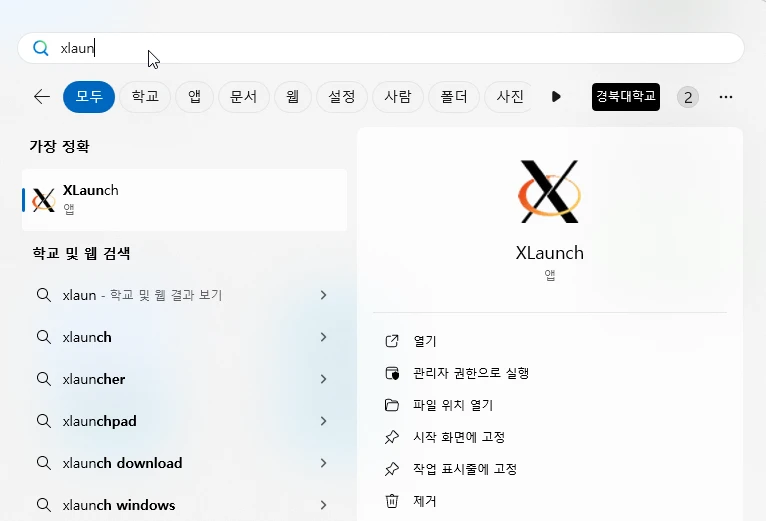 xlaun
모두 학교 앱 문서 웹 설정 사람 폴더 사진 경북대학교 2
가장 정확
XLaunch
앱
학교 및 웹 검색
xlaun - 학교 및 웹 결과 보기
xlaunch
xlauncher
xlaunchpad
xlaunch download
xlaunch windows
XLaunch
앱
열기
관리자 권한으로 실행
파일 위치 열기
시작 화면에 고정
작업 표시줄에 고정
제거